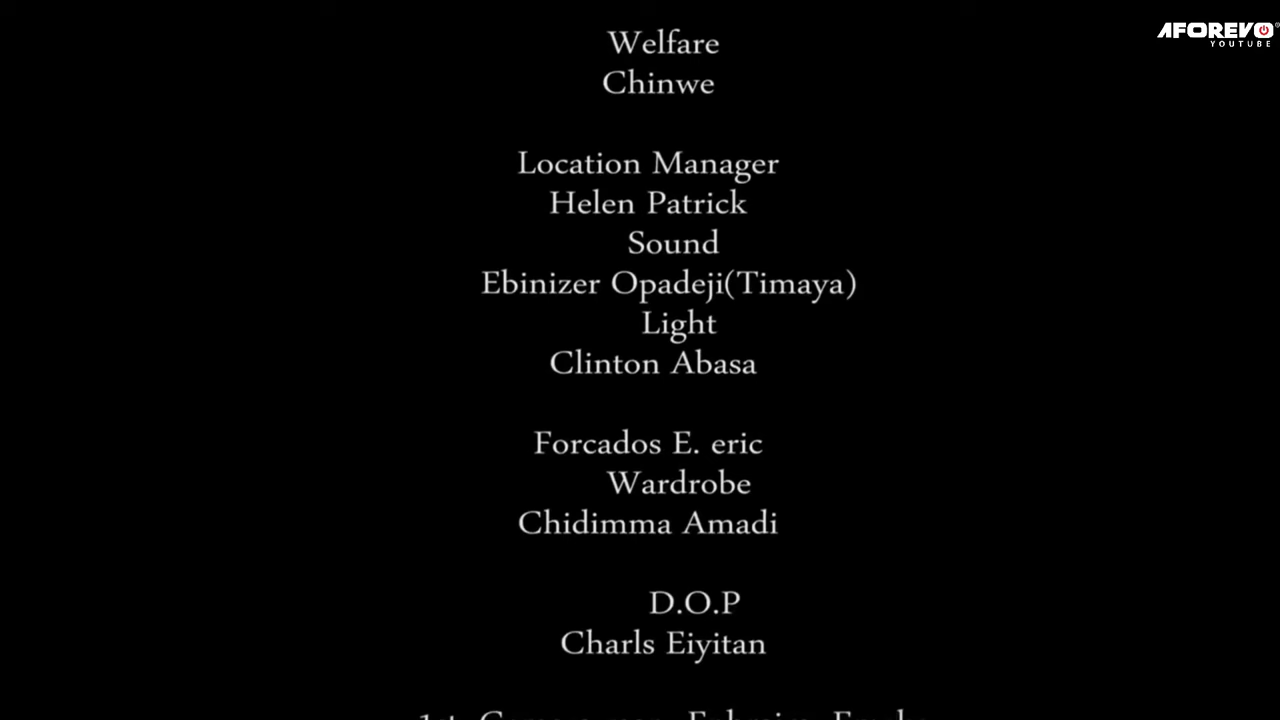 AFOREVO
YOUTUBE
Welfare
Chinwe
Location Manager
Helen Patrick
Sound
Ebinizer Opadeji(Timaya)
Light
Clinton Abasa
Forcados E. eric
Wardrobe
Chidimma Amadi
D.O.P
Charls Eiyitan